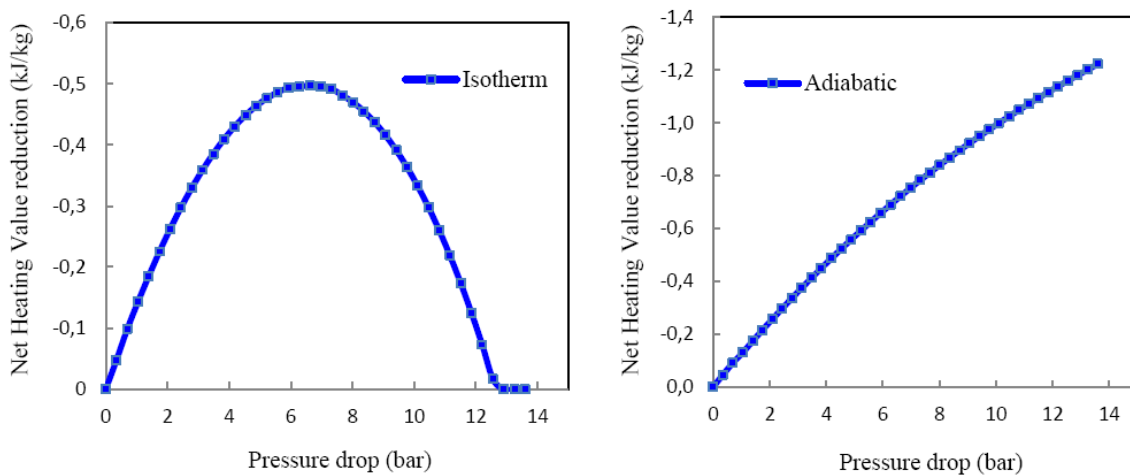 Net Heating Value reduction (kJ/kg)
-0,6
-0,5
-0,4
-0,3
-0,2
-0,1
0
Isotherm
0 2 4 6 8 10 12 14
Pressure drop (bar)
Net Heating Value reduction (kJ/kg)
-1,4
-1,2
-1,0
-0,8
-0,6
-0,4
-0,2
0,0
Adiabatic
0 2 4 6 8 10 12 14
Pressure drop (bar)